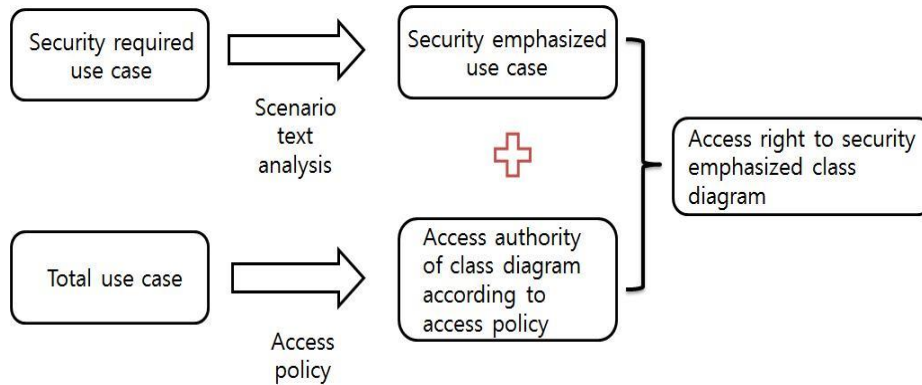 Security required
use case
Scenario
text
analysis
Security emphasized
use case
Access right to security
emphasized class
diagram
Total use case
Access
policy
Access authority
of class diagram
according to
access policy